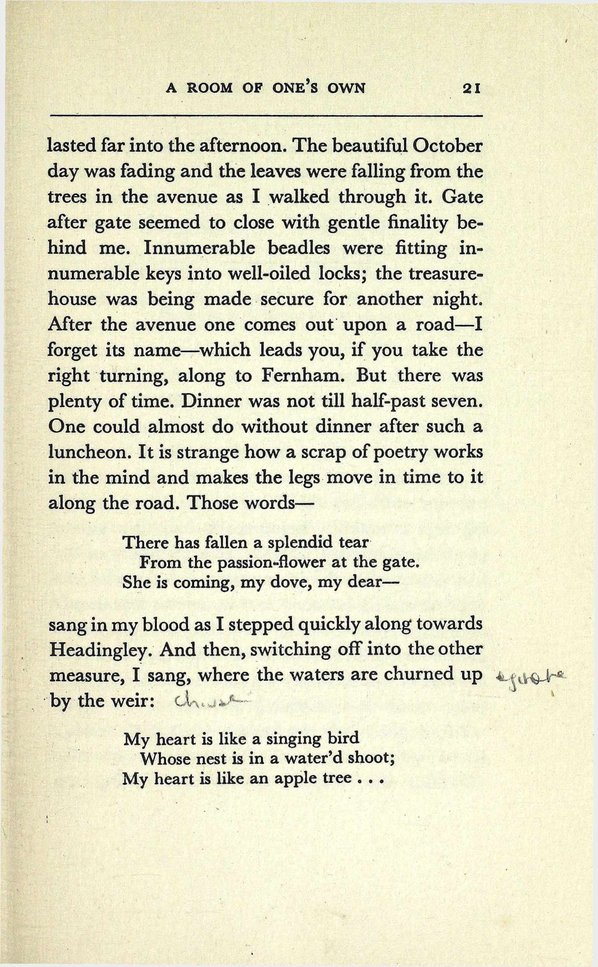 A ROOM OF ONE'S OWN 21
lasted far into the afternoon. The beautiful October
day was fading and the leaves were falling from the
trees in the avenue as I walked through it. Gate
after gate seemed to close with gentle finality be-
hind me. Innumerable beadles were fitting in-
numerable keys into well-oiled locks; the treasure-
house was being made secure for another night.
After the avenue one comes out upon a road—I
forget its name—which leads you, if you take the
right turning, along to Fernham. But there was
plenty of time. Dinner was not till half-past seven.
One could almost do without dinner after such a
luncheon. It is strange how a scrap of poetry works
in the mind and makes the legs move in time to it
along the road. Those words—
There has fallen a splendid tear
From the passion-flower at the gate.
She is coming, my dove, my dear—
sang in my blood as I stepped quickly along towards
Headingley. And then, switching off into the other
measure, I sang, where the waters are churned up
by the weir:
My heart is like a singing bird
Whose nest is in a water'd shoot;
My heart is like an apple tree . . .